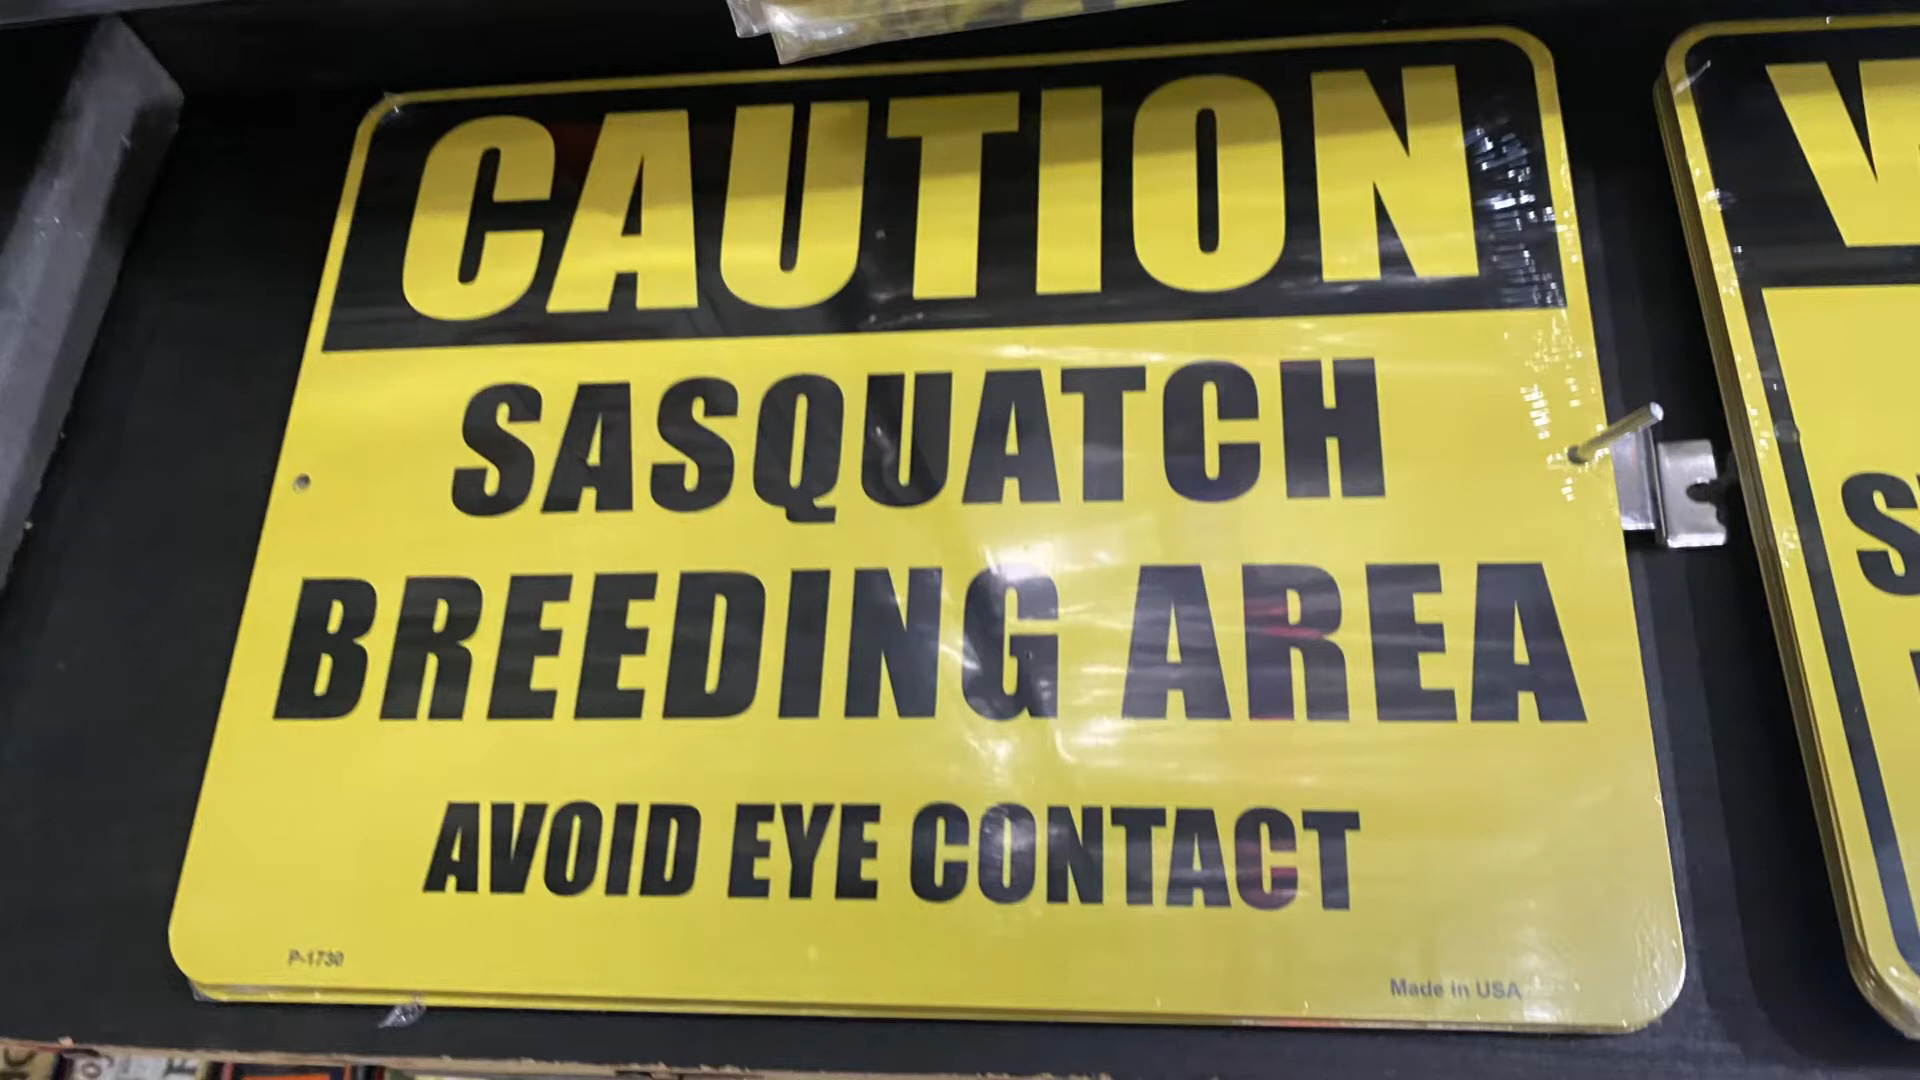 CAUTION
SASQUATCH
BREEDING AREA
AVOID EYE CONTACT
P-1730
Made in USA